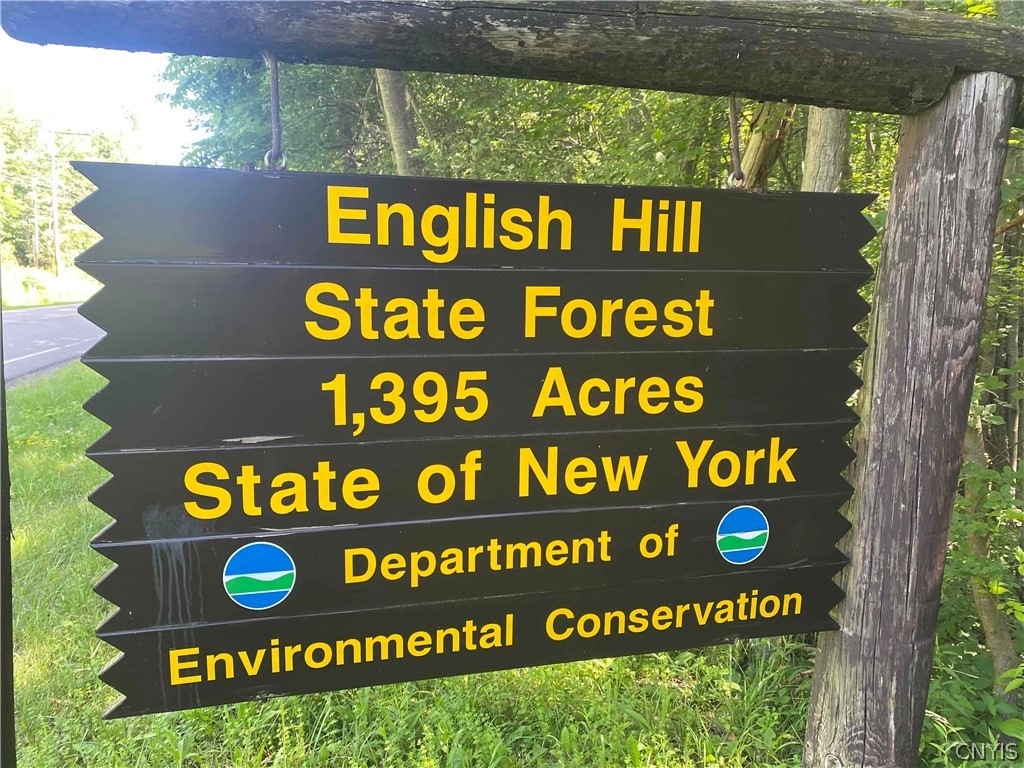 English Hill
State Forest
1,395 Acres
State of New York
Department of
Environmental Conservation
CNYIS